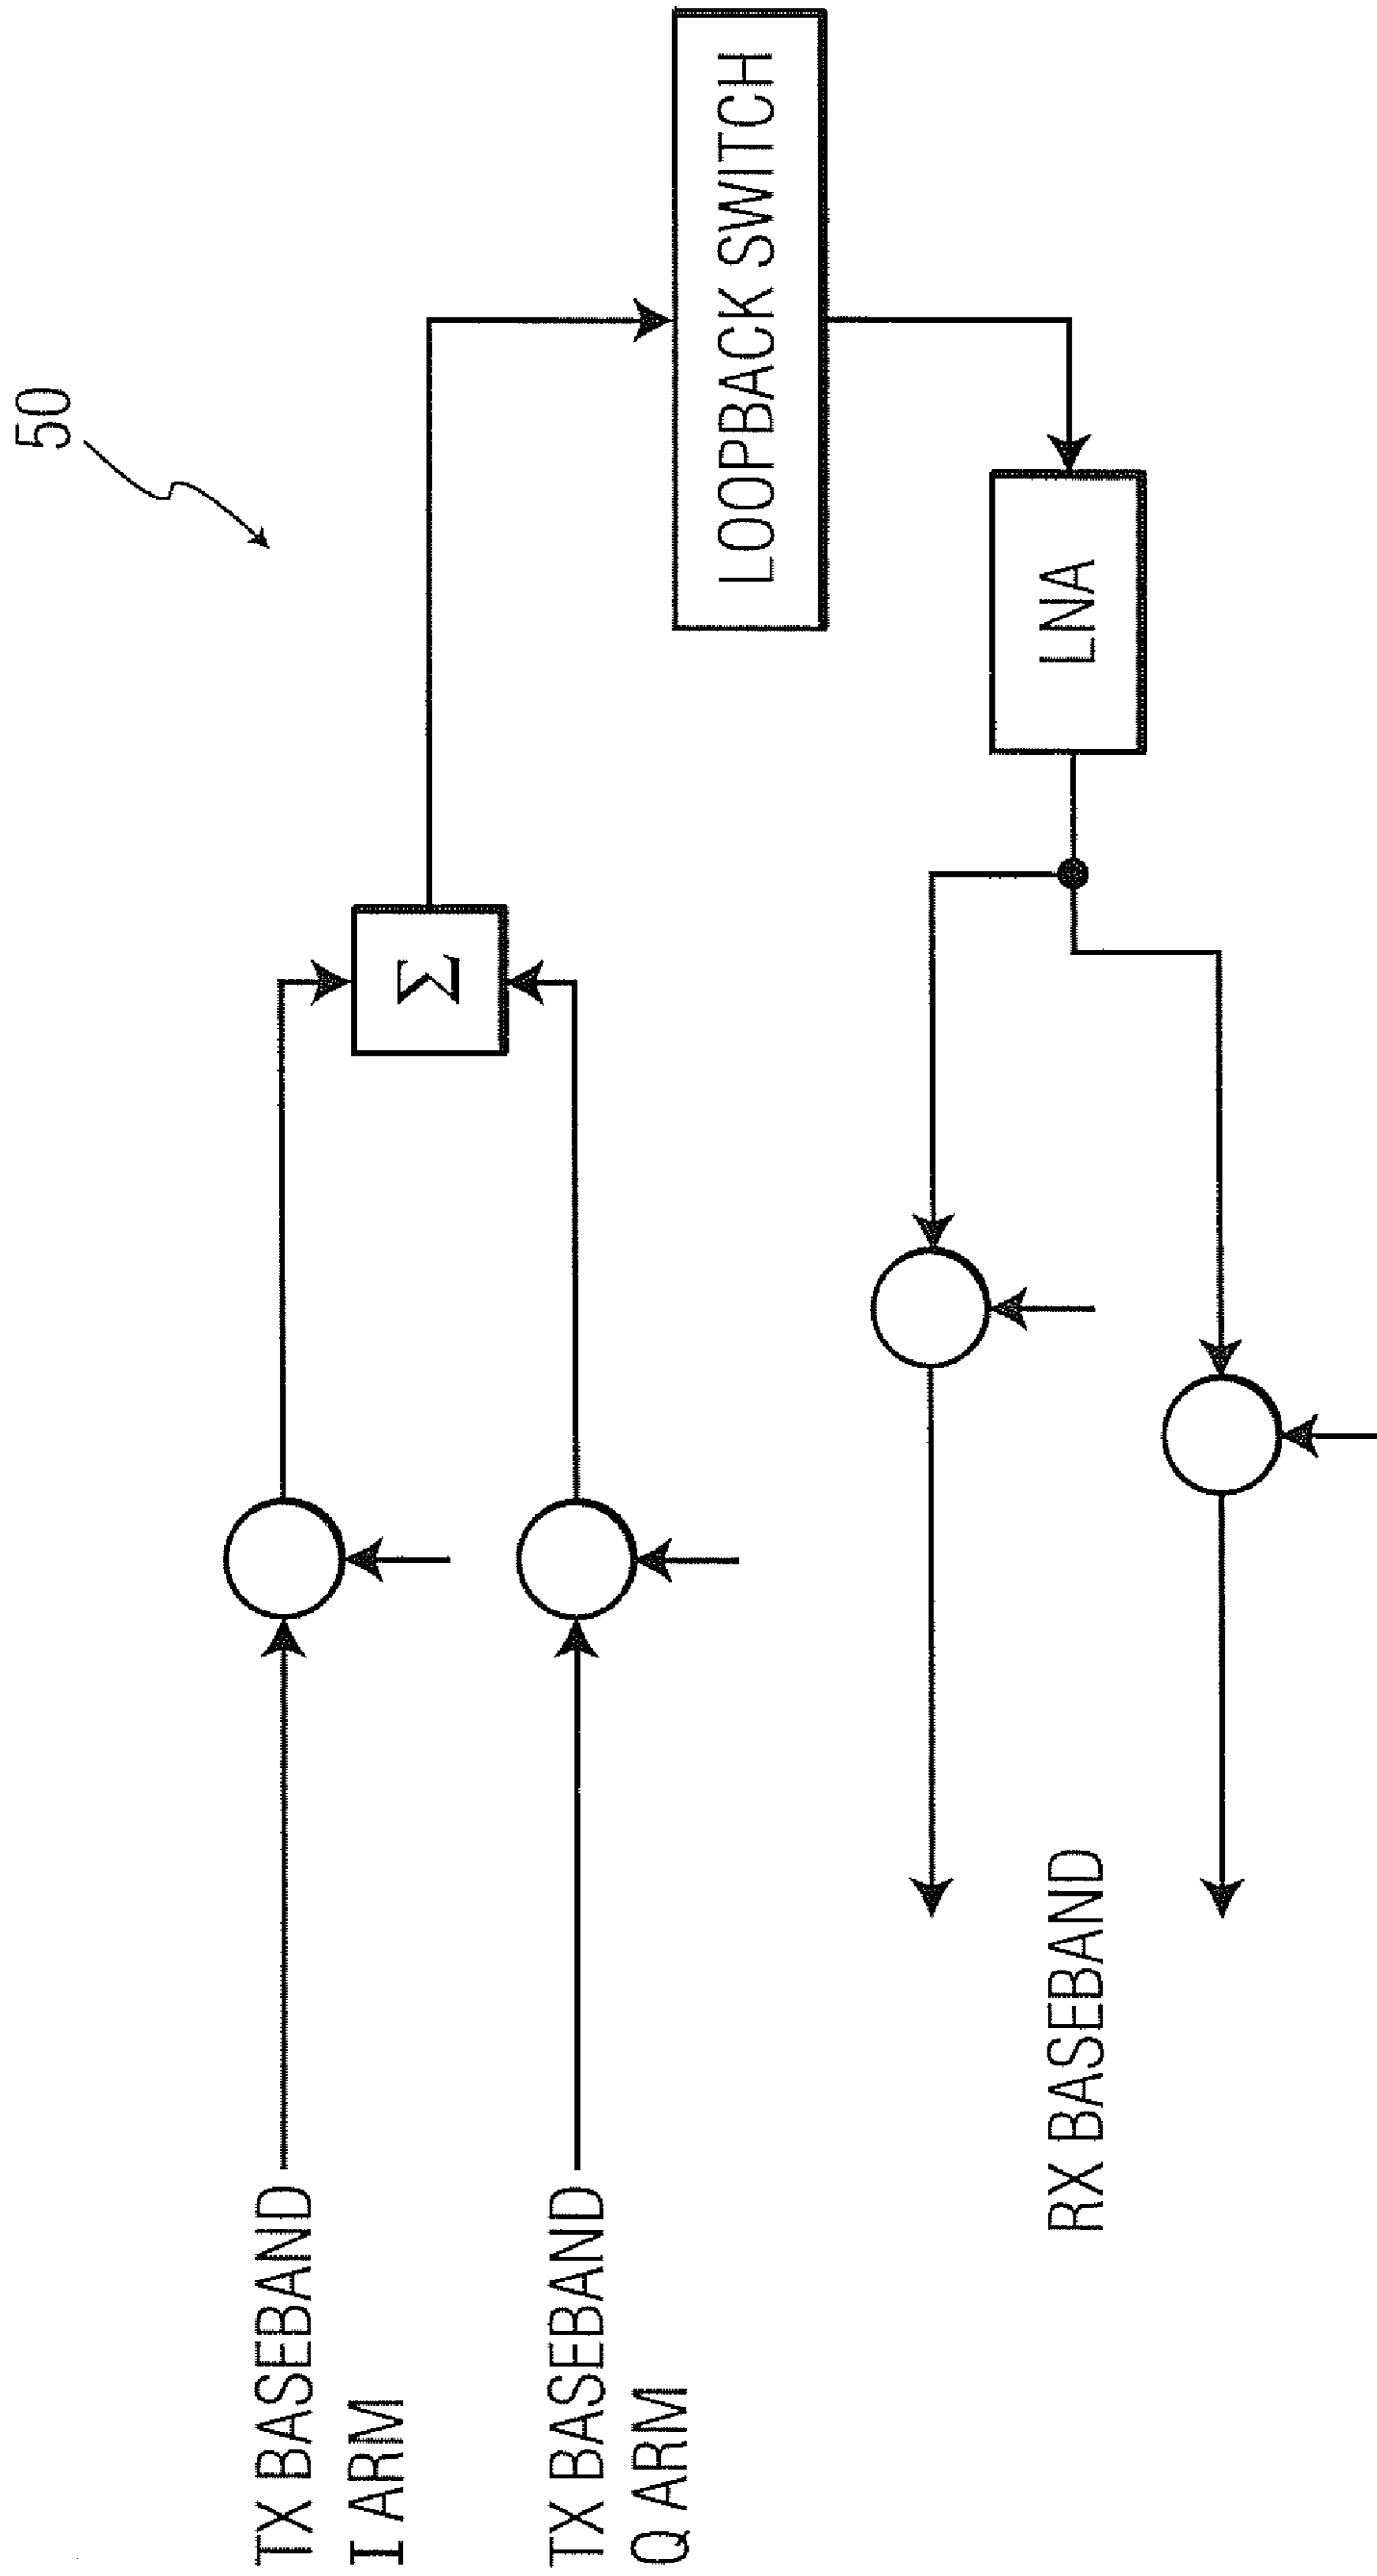 50
TX BASEBAND
I ARM
Σ
LOOPBACK SWITCH
TX BASEBAND
Q ARM
LNA
RX BASEBAND